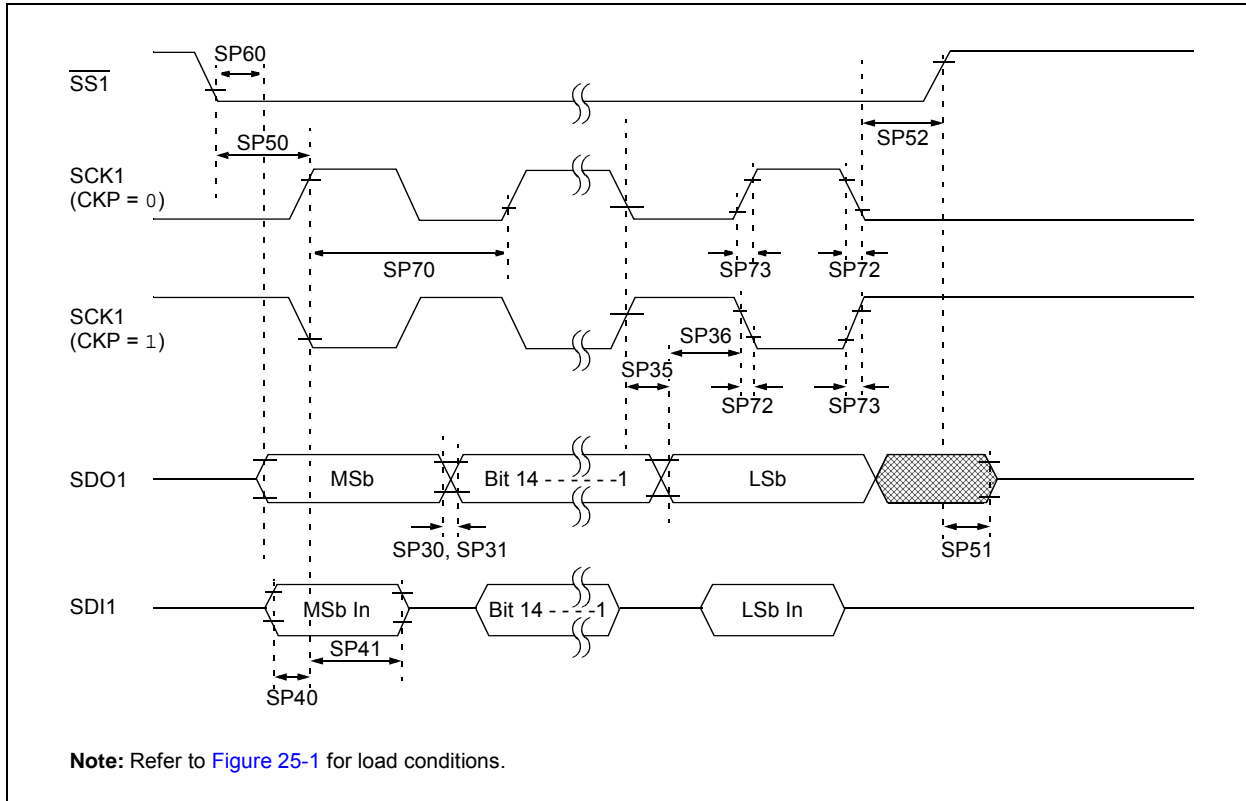 SP60
SS1
SP50
SP52
SCK1
(CKP = 0)
SP70
SP73
SP72
SCK1
(CKP = 1)
SP36
SP35
SP72
SP73
SDO1
MSb
Bit 14 - - - - - -1
LSb
SP30, SP31
SP51
SDI1
MSb In
Bit 14 - - - -1
LSb In
SP41
SP40
Note: Refer to Figure 25-1 for load conditions.